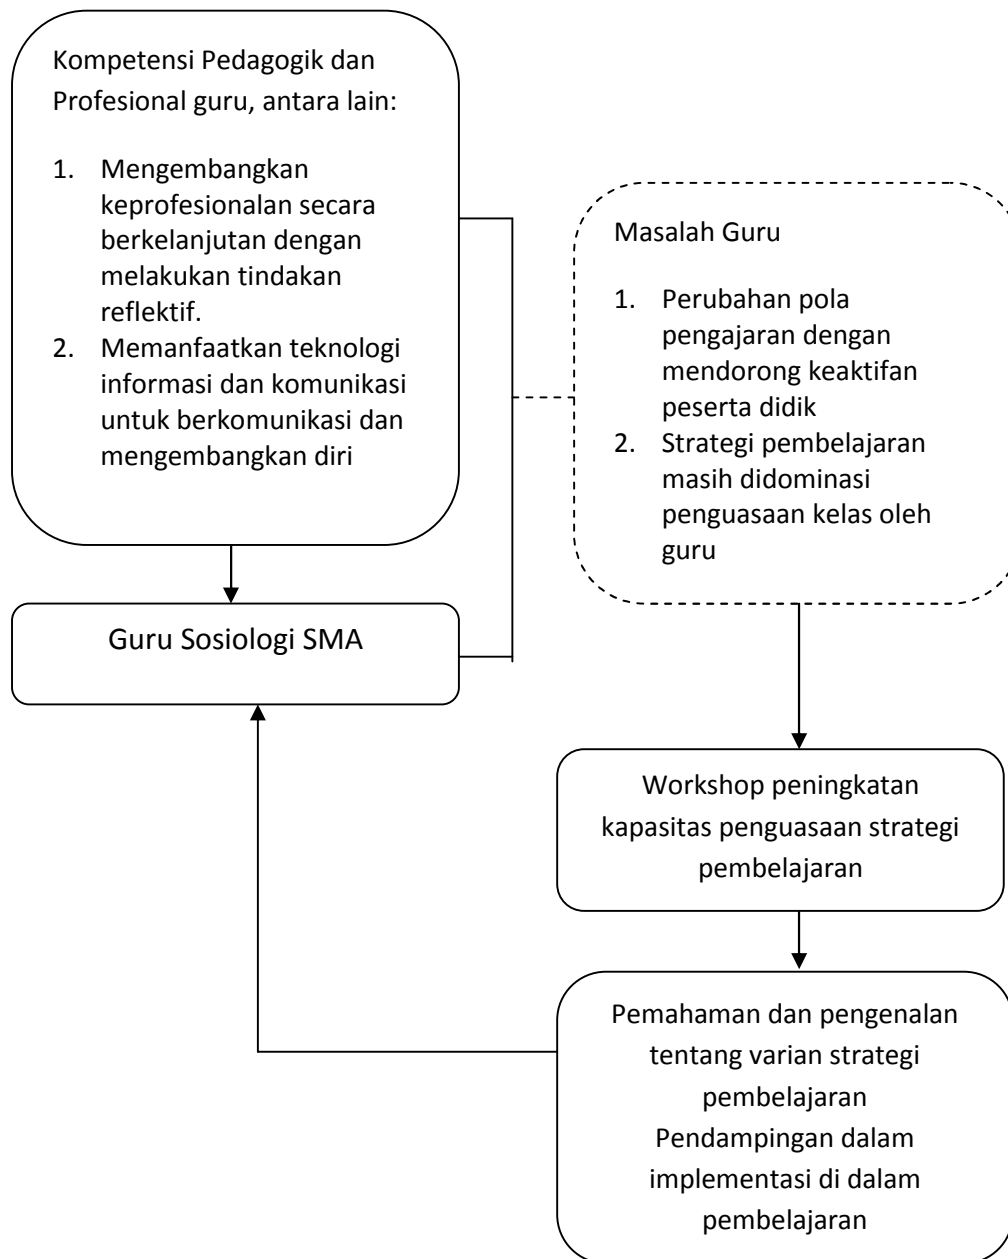 Kompetensi Pedagogik dan
Profesional guru, antara lain:
1. Mengembangkan
keprofesionalan secara
berkelanjutan dengan
melakukan tindakan
reflektif.
2. Memanfaatkan teknologi
informasi dan komunikasi
untuk berkomunikasi dan
mengembangkan diri
Masalah Guru
1. Perubahan pola
pengajaran dengan
mendorong keaktifan
peserta didik
2. Strategi pembelajaran
masih didominasi
penguasaan kelas oleh
guru
Guru Sosiologi SMA
Workshop peningkatan
kapasitas penguasaan strategi
pembelajaran
Pemahaman dan pengenalan
tentang varian strategi
pembelajaran
Pendampingan dalam
implementasi di dalam
pembelajaran